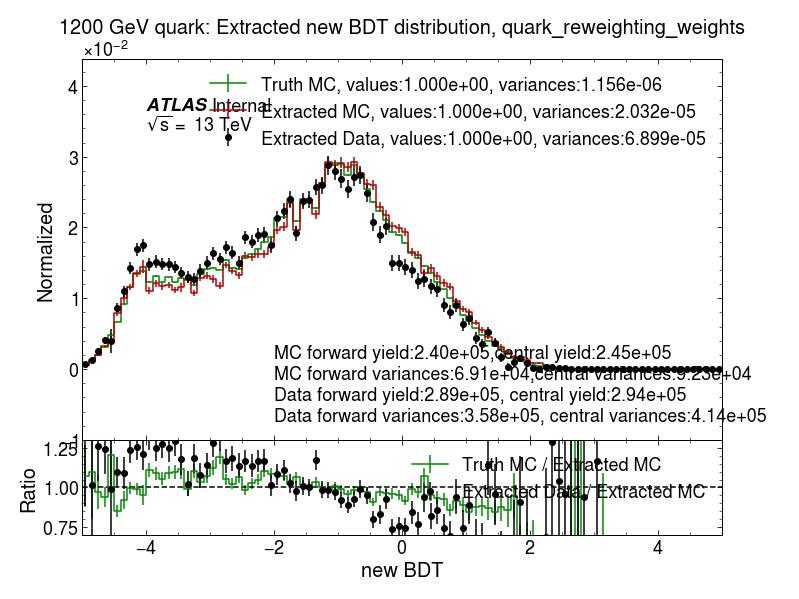 1200 GeV quark: Extracted new BDT distribution, quark_reweighting_weights
×10⁻²
Truth MC, values:1.000e+00, variances:1.156e-06
ATLAS Internal
Extracted MC, values:1.000e+00, variances:2.032e-05
√s = 13 TeV
Extracted Data, values:1.000e+00, variances:6.899e-05
4
3
2
1
0
−1
Normalized
MC forward yield:2.40e+05,central yield:2.45e+05
MC forward variances:6.91e+04,central variances:9.23e+04
Data forward yield:2.89e+05, central yield:2.94e+05
Data forward variances:3.58e+05, central variances:4.14e+05
1.25
1.00
0.75
Ratio
Truth MC / Extracted MC
Extracted Data / Extracted MC
−4 −2 0 2 4
new BDT